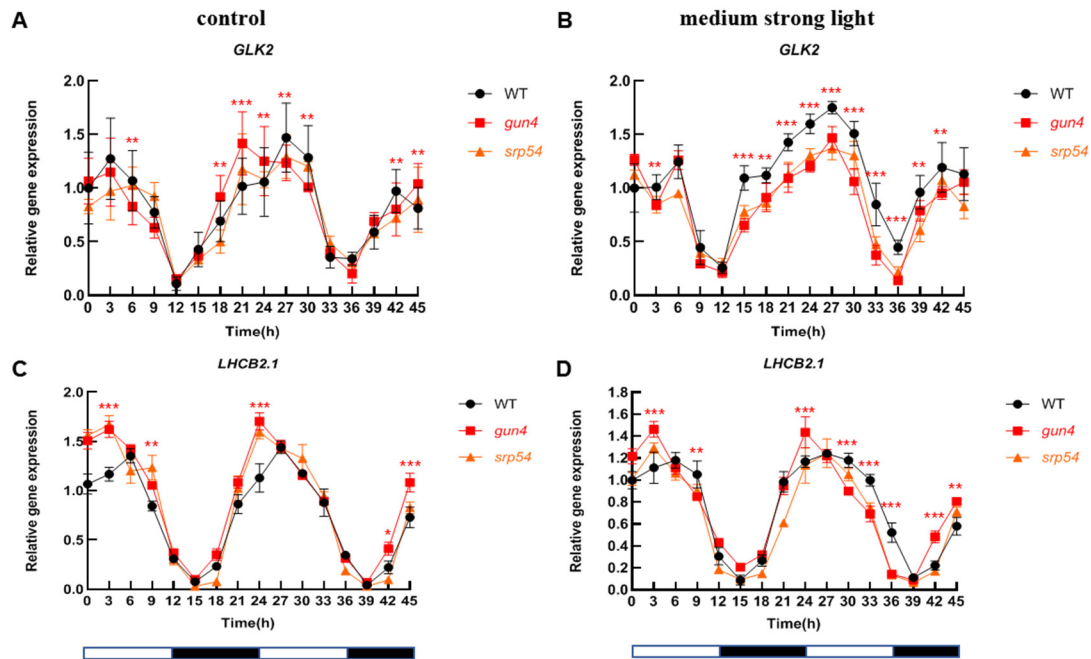 control
medium strong light
A
GLK2
Relative gene expression
2.0
1.5
1.0
0.5
0.0
*** ** ** ** ** ** ** **
0 3 6 9 12 15 18 21 24 27 30 33 36 39 42 45
Time(h)
WT
gun4
srp54
B
GLK2
Relative gene expression
2.0
1.5
1.0
0.5
0.0
** *** ** *** *** *** *** *** *** ** **
0 3 6 9 12 15 18 21 24 27 30 33 36 39 42 45
Time(h)
WT
gun4
srp54
C
LHCB2.1
Relative gene expression
2.0
1.5
1.0
0.5
0.0
*** ** *** * ***
0 3 6 9 12 15 18 21 24 27 30 33 36 39 42 45
Time(h)
WT
gun4
srp54
D
LHCB2.1
Relative gene expression
1.8
1.6
1.4
1.2
1.0
0.8
0.6
0.4
0.2
0.0
*** ** *** *** *** *** *** **
0 3 6 9 12 15 18 21 24 27 30 33 36 39 42 45
Time(h)
WT
gun4
srp54